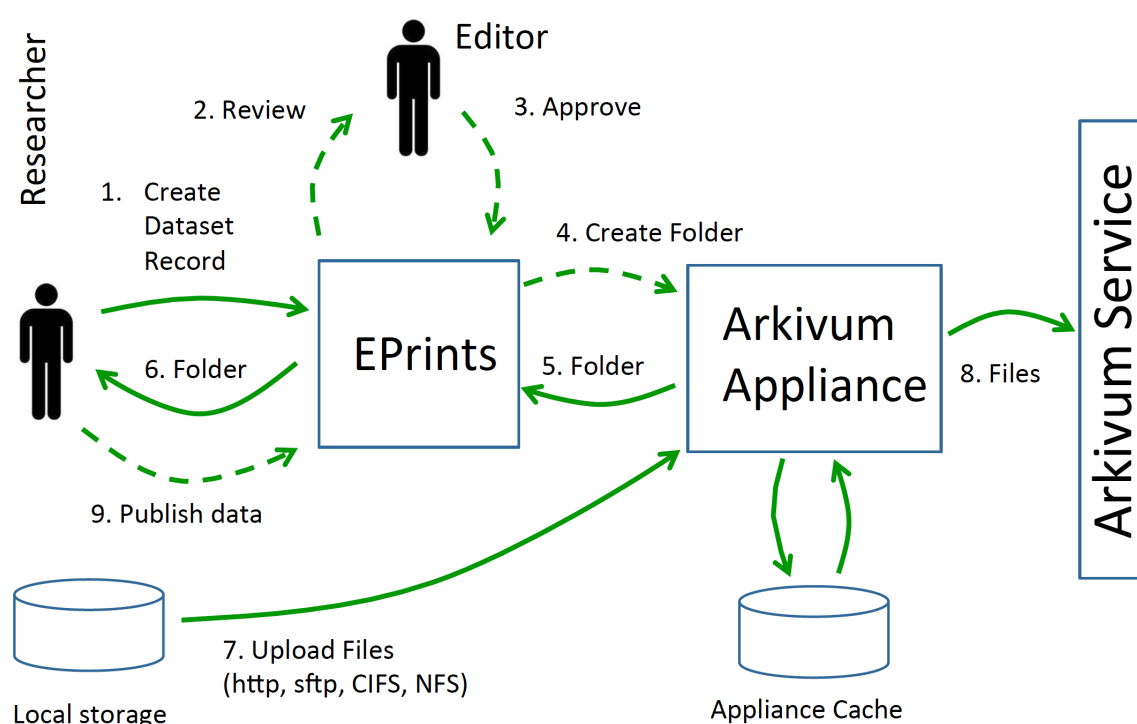 Researcher
Editor
2. Review
3. Approve
1. Create
Dataset
Record
4. Create Folder
EPrints
Arkivum
Appliance
Arkivum Service
6. Folder
5. Folder
8. Files
9. Publish data
7. Upload Files
(http, sftp, CIFS, NFS)
Local storage
Appliance Cache